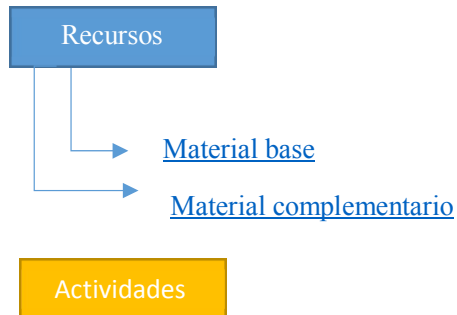 Recursos
Material base
Material complementario
Actividades